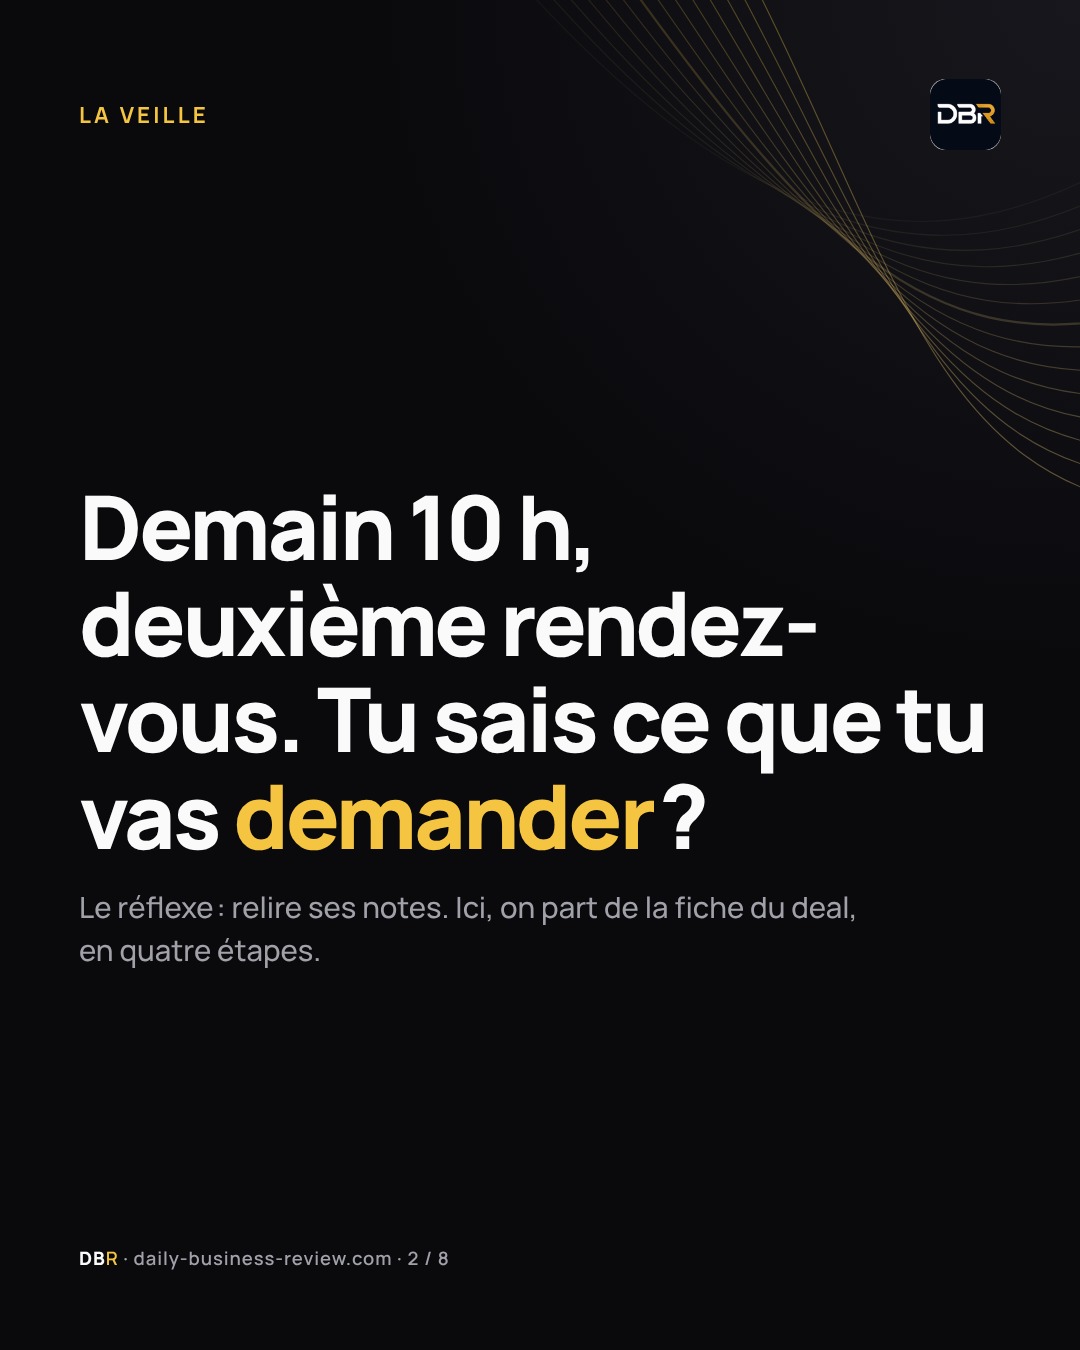 LA VEILLE
DBR
Demain 10 h,
deuxième rendez-
vous. Tu sais ce que tu
vas demander ?
Le réflexe : relire ses notes. Ici, on part de la fiche du deal,
en quatre étapes.
DBR · daily-business-review.com · 2 / 8